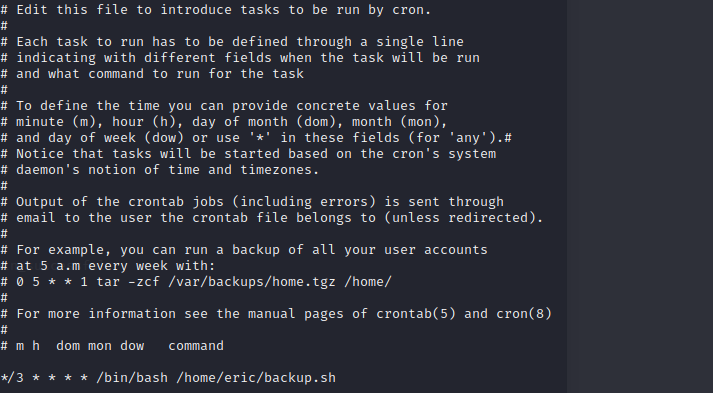 # Edit this file to introduce tasks to be run by cron.
#
# Each task to run has to be defined through a single line
# indicating with different fields when the task will be run
# and what command to run for the task
#
# To define the time you can provide concrete values for
# minute (m), hour (h), day of month (dom), month (mon),
# and day of week (dow) or use '*' in these fields (for 'any').#
# Notice that tasks will be started based on the cron's system
# daemon's notion of time and timezones.
#
# Output of the crontab jobs (including errors) is sent through
# email to the user the crontab file belongs to (unless redirected).
#
# For example, you can run a backup of all your user accounts
# at 5 a.m every week with:
# 0 5 * * 1 tar -zcf /var/backups/home.tgz /home/
#
# For more information see the manual pages of crontab(5) and cron(8)
#
# m h  dom mon dow   command

*/3 * * * * /bin/bash /home/eric/backup.sh